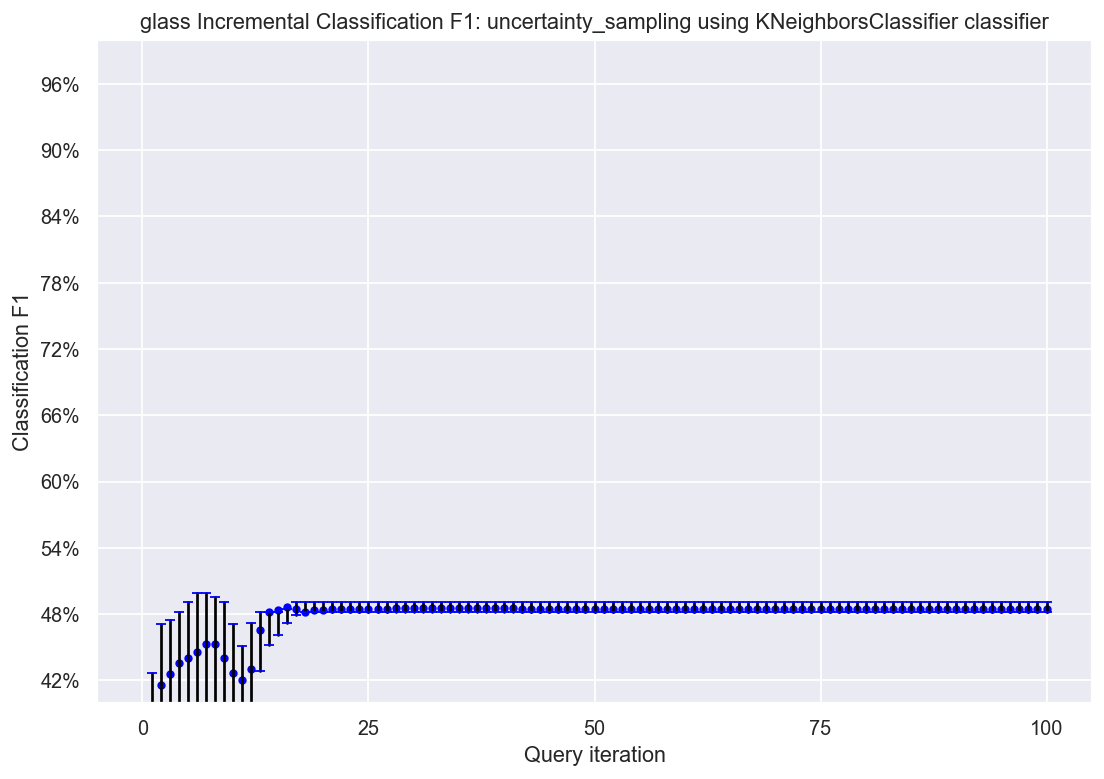 glass Incremental Classification F1: uncertainty_sampling using KNeighborsClassifier classifier
96%
90%
84%
78%
72%
66%
60%
54%
48%
42%
Classification F1
0 25 50 75 100
Query iteration